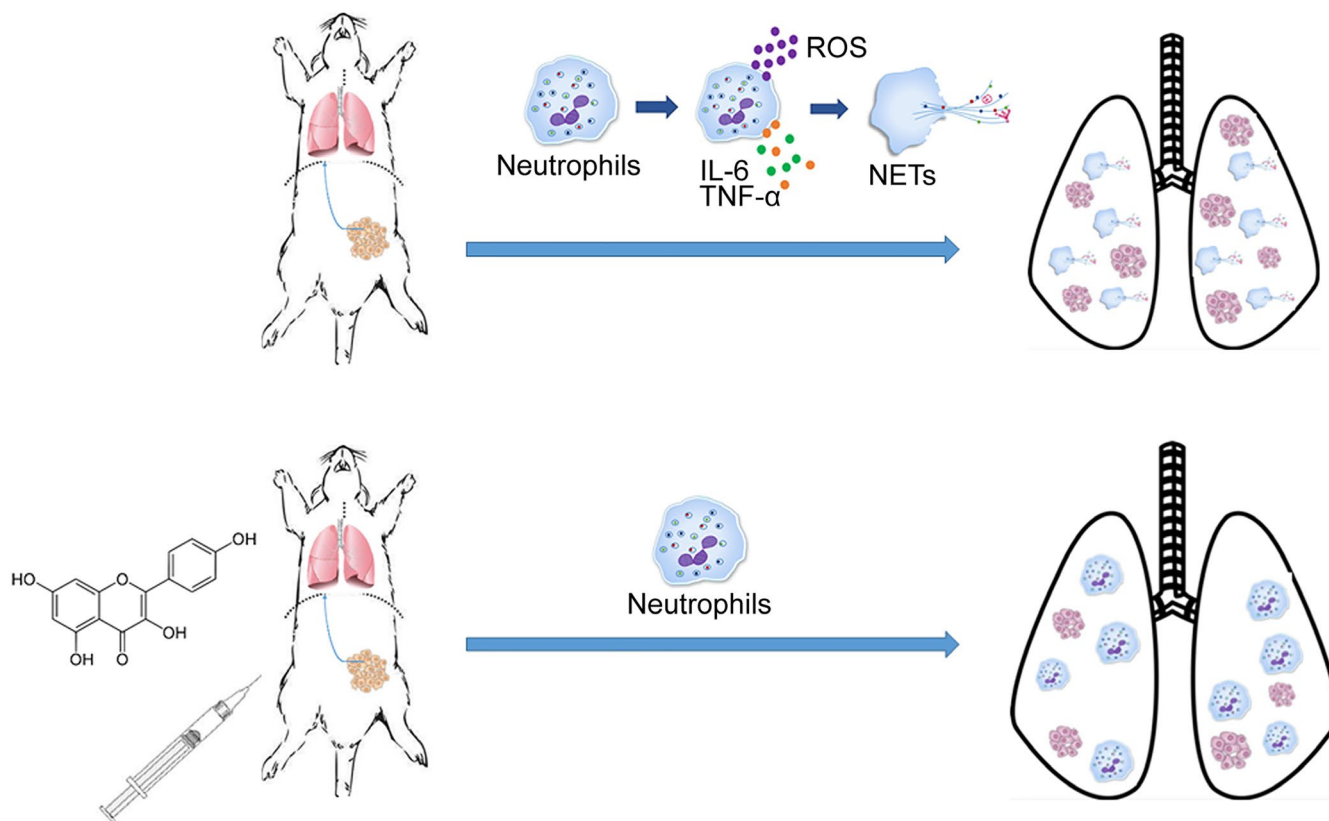 ROS
Neutrophils
IL-6
TNF-α
NETs
OH
HO
O
OH
OH
O
Neutrophils